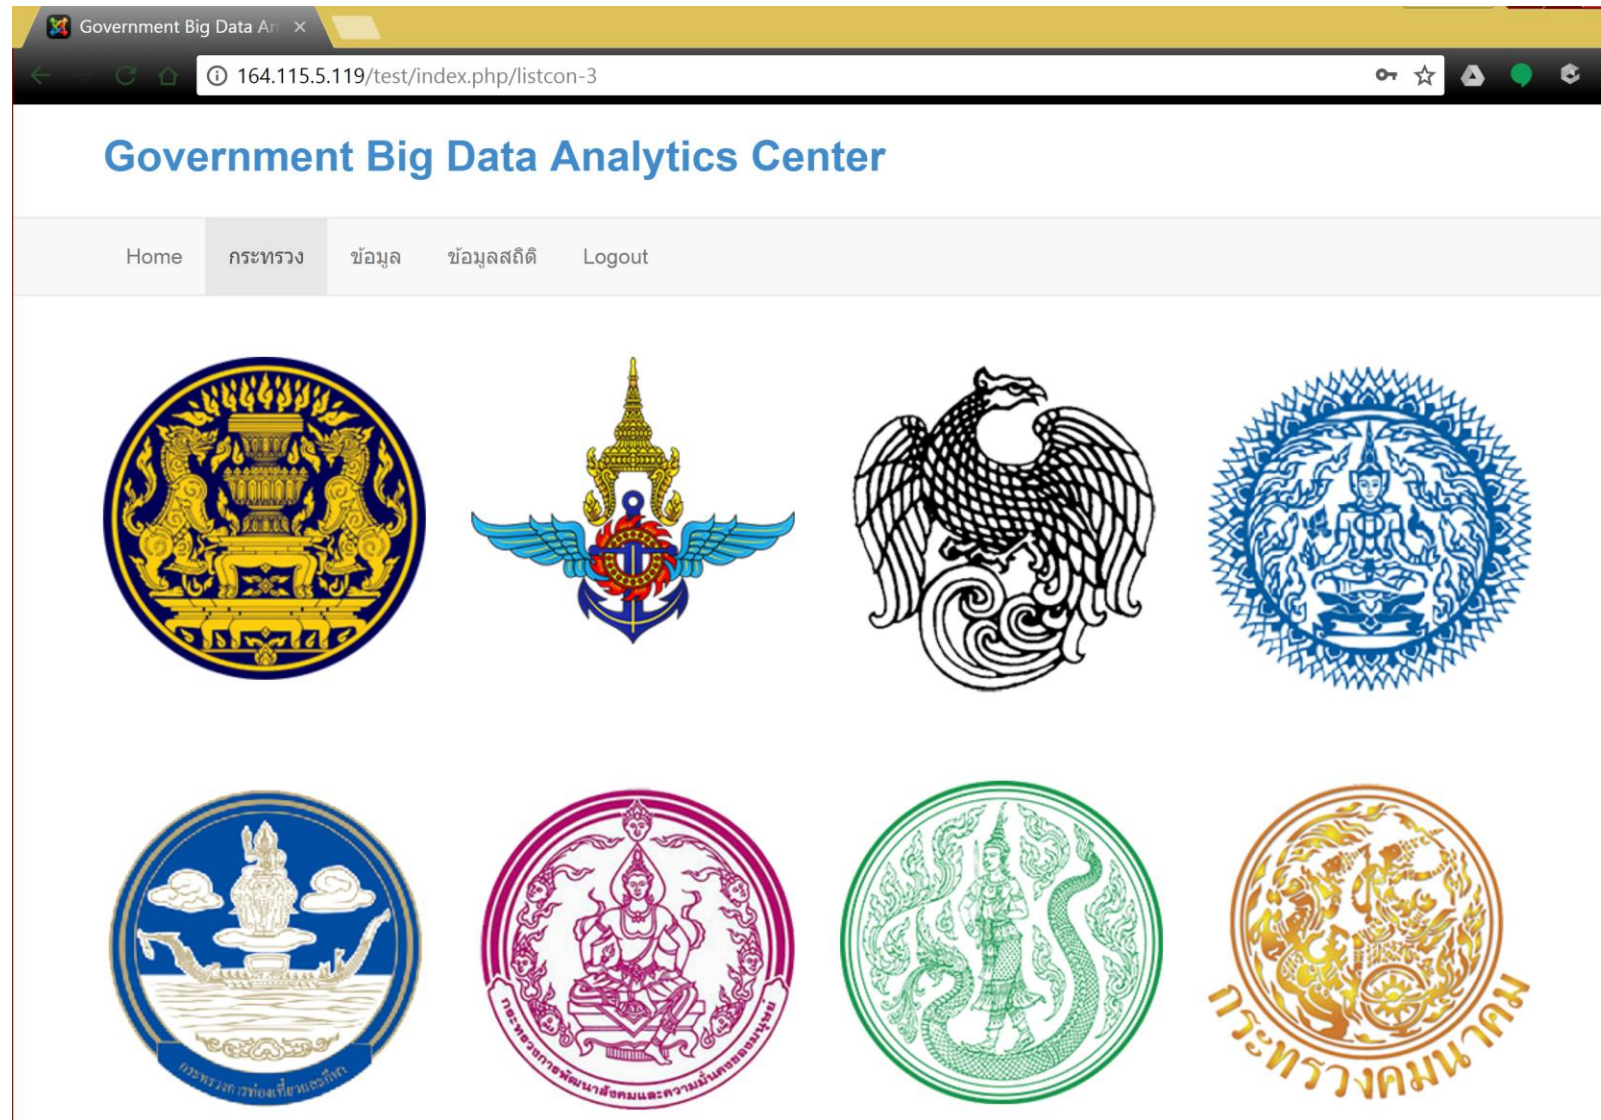 Government Big Data An
164.115.5.119/test/index.php/listcon-3
Government Big Data Analytics Center
Home กระทรวง ข้อมูล ข้อมูลสถิติ Logout
กระทรวงการท่องเที่ยวและกีฬา
กระทรวงการพัฒนาสังคมและความมั่นคงของมนุษย์
กระทรวงคมนาคม